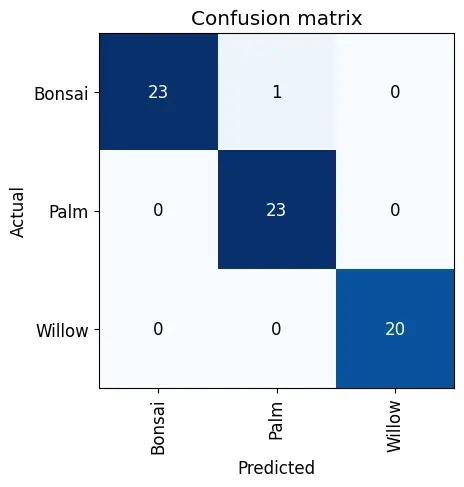 Confusion matrix
Actual
Bonsai 23 1 0
Palm 0 23 0
Willow 0 0 20
Bonsai Palm Willow
Predicted